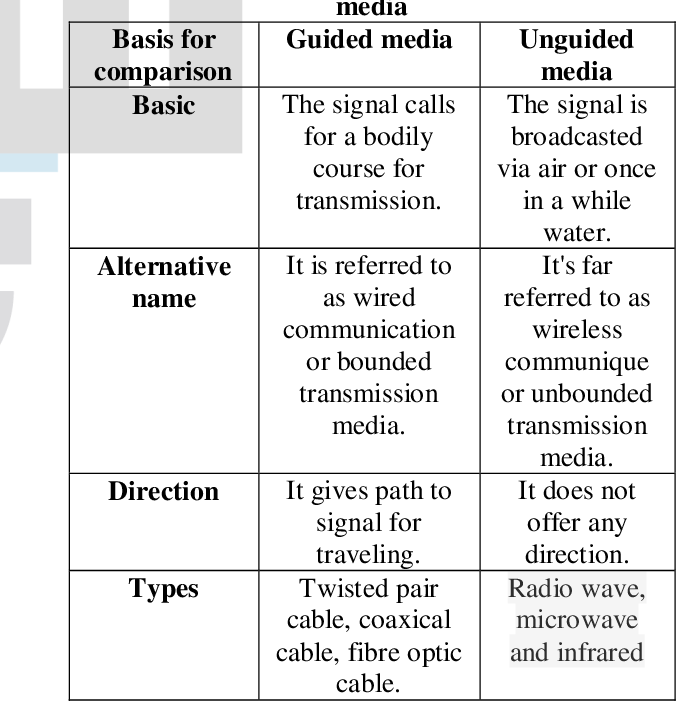 media
Basis for
comparison
Guided media
Unguided
media
Basic
The signal calls
for a bodily
course for
transmission.
The signal is
broadcasted
via air or once
in a while
water.
Alternative
name
It is referred to
as wired
communication
or bounded
transmission
media.
It's far
referred to as
wireless
communique
or unbounded
transmission
media.
Direction
It gives path to
signal for
traveling.
It does not
offer any
direction.
Types
Twisted pair
cable, coaxical
cable, fibre optic
cable.
Radio wave,
microwave
and infrared